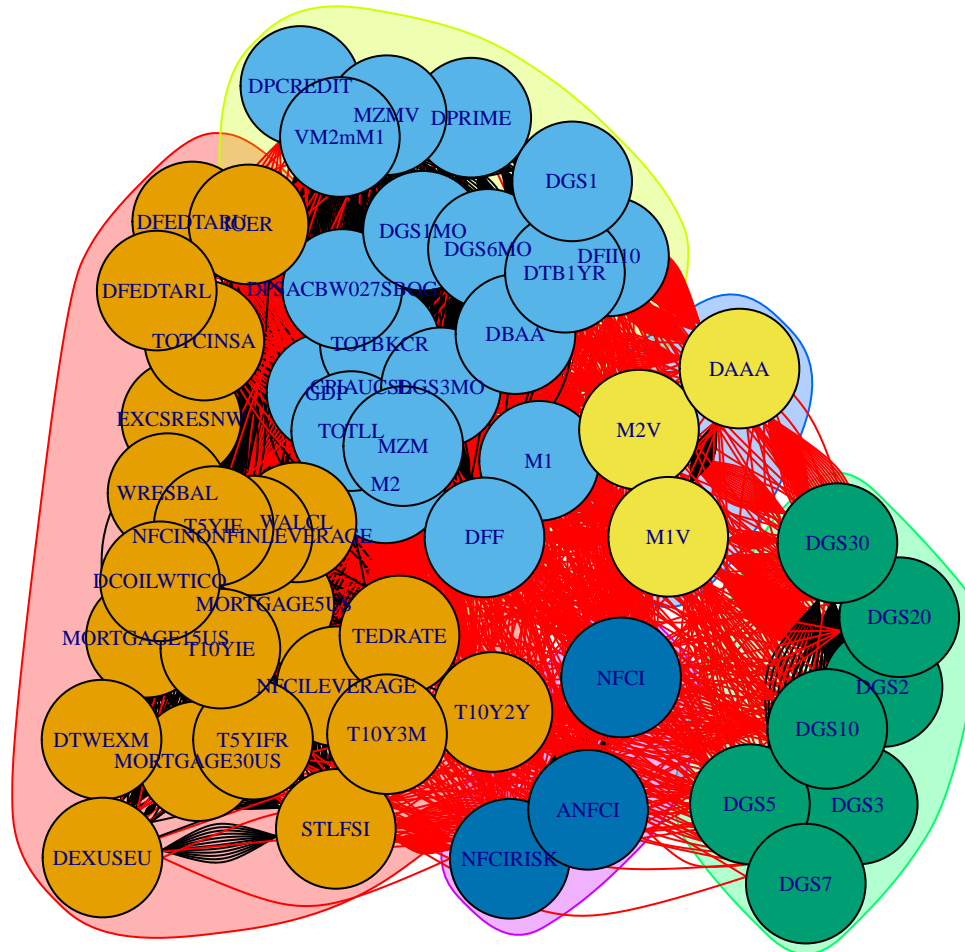 DPCREDIT
MZMV
DPRIME
VM2mM1
DGS1
DFEDTARU
IOER
DGS1MO
DGS6MO
DFII10
DTB1YR
DFEDTARL
DPSACBW027SBOG
TOTCINSA
TOTBKCR
DBAA
DAAA
CPIAUCSL
DGS3MO
GDP
EXCSRESNW
TOTLL
MZM
M2V
M1
M2
WRESBAL
T5YIE
WALCL
NFCINONFINLEVERAGE
DFF
M1V
DGS30
DCOILWTICO
MORTGAGE5US
DGS20
MORTGAGE15US
T10YIE
TEDRATE
NFCILEVERAGE
NFCI
DGS2
T10Y2Y
DTWEXM
T5YIFR
T10Y3M
DGS10
MORTGAGE30US
DGS5
DGS3
ANFCI
STLFSI
DEXUSEU
NFCIRISK
DGS7